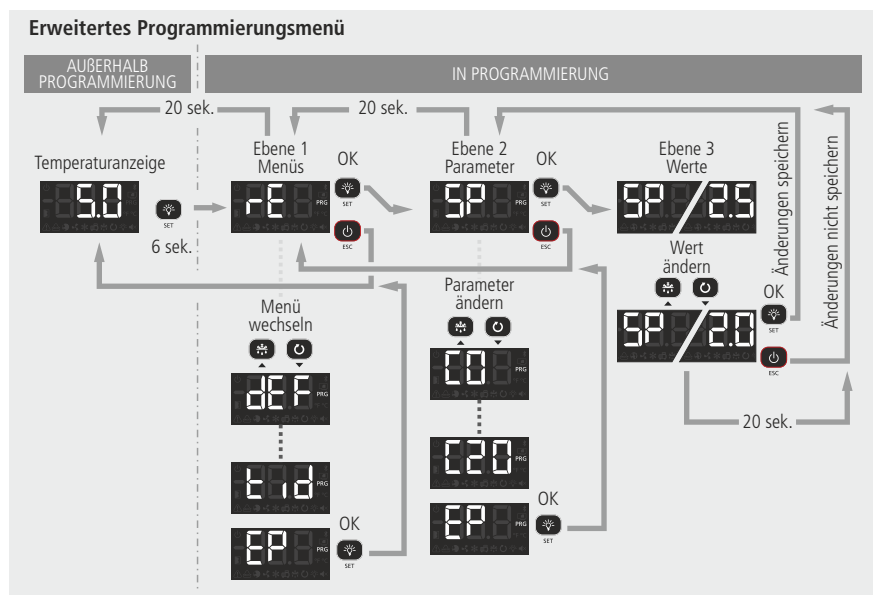 Erweitertes Programmierungsmenü
AUßERHALB
PROGRAMMIERUNG
IN PROGRAMMIERUNG
20 sek.
20 sek.
Temperaturanzeige
Ebene 1
Menüs
OK
Ebene 2
Parameter
OK
Ebene 3
Werte
5.0
SET
6 sek.
rE
PRG
SET
ESC
SP
PRG
SET
ESC
SP
2.5
Änderungen speichern
Änderungen nicht speichern
Wert
ändern
SP
2.0
OK
SET
ESC
20 sek.
Menü
wechseln
dEF
PRG
tid
PRG
EP
PRG
OK
SET
Parameter
ändern
C0
PRG
C20
PRG
EP
PRG
OK
SET